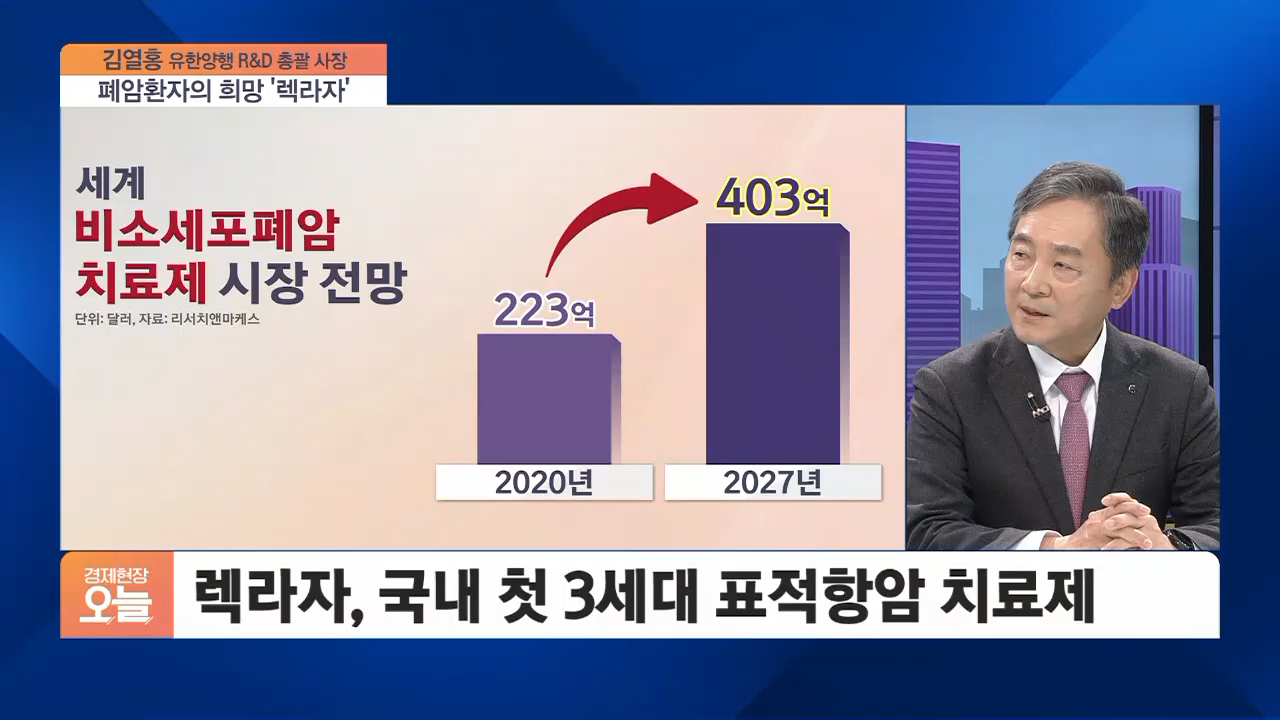 김열홍 유한양행 R&D 총괄 사장
폐암환자의 희망 '렉라자'
세계
비소세포폐암
치료제 시장 전망
단위: 달러, 자료: 리서치앤마케스
223억
403억
2020년
2027년
경제현장
오늘
렉라자, 국내 첫 3세대 표적항암 치료제